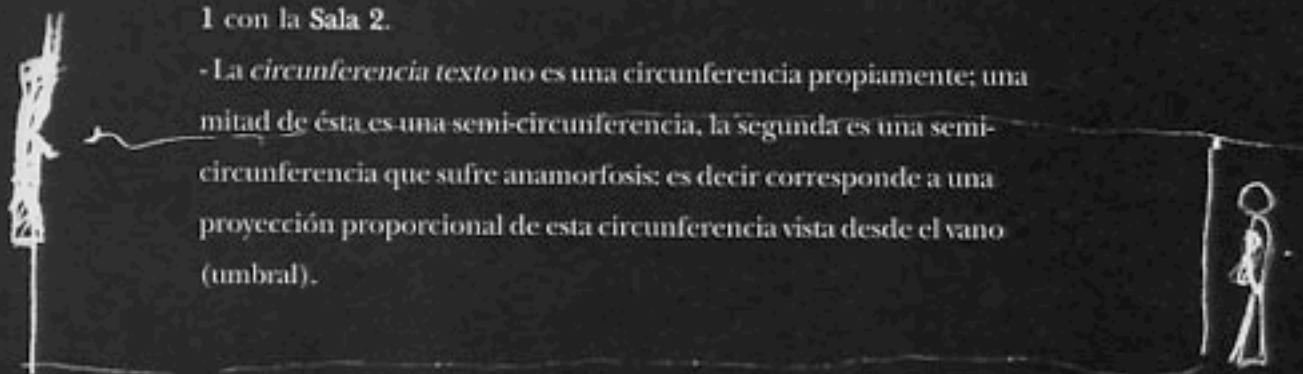 1 con la Sala 2.
- La circunferencia texto no es una circunferencia propiamente; una
mitad de ésta es una semi-circunferencia, la segunda es una semi-
circunferencia que sufre anamorfosis: es decir corresponde a una
proyección proporcional de esta circunferencia vista desde el vano
(umbral).